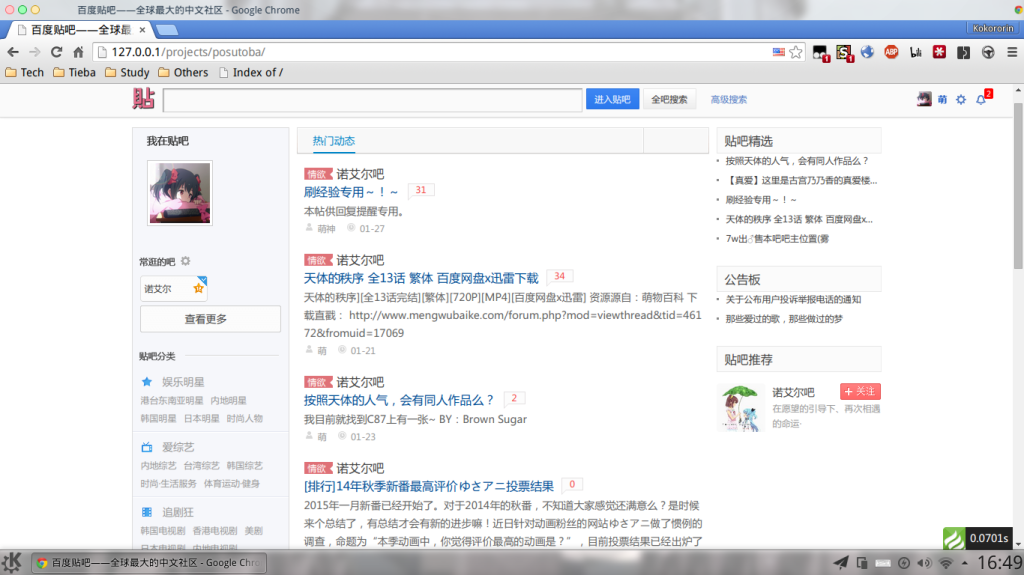 百度贴吧——全球最大的中文社区 - Google Chrome
百度贴吧——全球最
Kokororin
127.0.0.1/projects/posutoba/
1
1
ABP
Tech
Tieba
Study
Others
Index of /
贴
进入贴吧
全吧搜索
高级搜索
萌
2
我在贴吧
常逛的吧
诺艾尔
查看更多
贴吧分类
娱乐明星
港台东南亚明星 内地明星
韩国明星 日本明星 时尚人物
爱综艺
内地综艺 台湾综艺 韩国综艺
时尚·生活服务 体育运动·健身
追剧狂
韩国电视剧 香港电视剧 美剧
日本电视剧 内地电视剧
热门动态
情欲 诺艾尔吧
刷经验专用～！～ 31
本帖供回复提醒专用。
萌神 01-27
情欲 诺艾尔吧
天体的秩序 全13话 繁体 百度网盘x迅雷下载 34
天体的秩序][全13话完结][繁体][720P][MP4][百度网盘x迅雷] 资源源自：萌物百科 下
载直戳： http://www.mengwubaike.com/forum.php?mod=viewthread&tid=461
72&fromuid=17069
萌 01-21
情欲 诺艾尔吧
按照天体的人气，会有同人作品么？ 2
我目前就找到C87上有一张~ BY：Brown Sugar
萌 01-23
情欲 诺艾尔吧
[排行]14年秋季新番最高评价ゆさアニ投票结果 0
2015年一月新番已经开始了。对于2014年的秋番，不知道大家感觉还满意么？是时候
来个总结了，有总结才会有新的进步嘛！近日针对动画粉丝的网站ゆさアニ做了惯例的
调查，命题为“本季动画中，你觉得评价最高的动画是？”，目前投票结果已经出炉了
贴吧精选
按照天体的人气，会有同人作品么？
【真爱】这里是古宫乃乃香的真爱楼...
刷经验专用～！～
天体的秩序 全13话 繁体 百度网盘x...
7w出 售本吧吧主位置(雾
公告板
关于公布用户投诉举报电话的通知
那些爱过的歌，那些做过的梦
贴吧推荐
诺艾尔吧
+ 关注
在愿望的引导下、再次相遇
的命运·
0.0701s
百度贴吧——全球最大的中文社区 - Google Chro
16:49